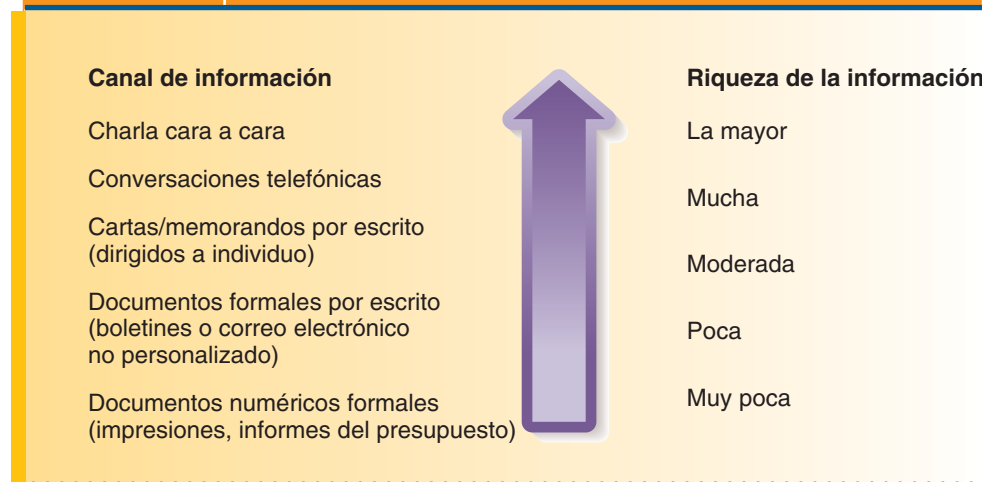 Canal de información
Riqueza de la información
Charla cara a cara
La mayor
Conversaciones telefónicas
Mucha
Cartas/memorandos por escrito
(dirigidos a individuo)
Moderada
Documentos formales por escrito
(boletines o correo electrónico
no personalizado)
Poca
Documentos numéricos formales
(impresiones, informes del presupuesto)
Muy poca